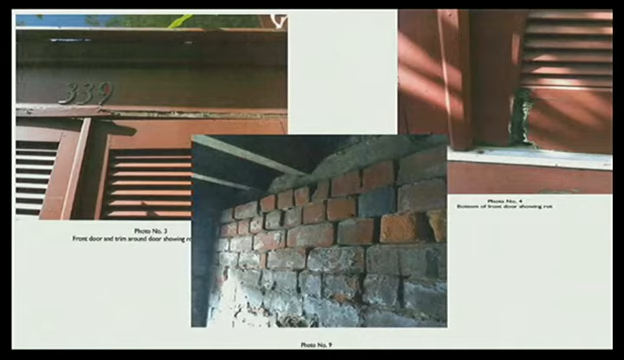 339
Photo No. 3
Front door and trim around door showing
Photo No. 4
Bottom of front door showing rot
Photo No. 9